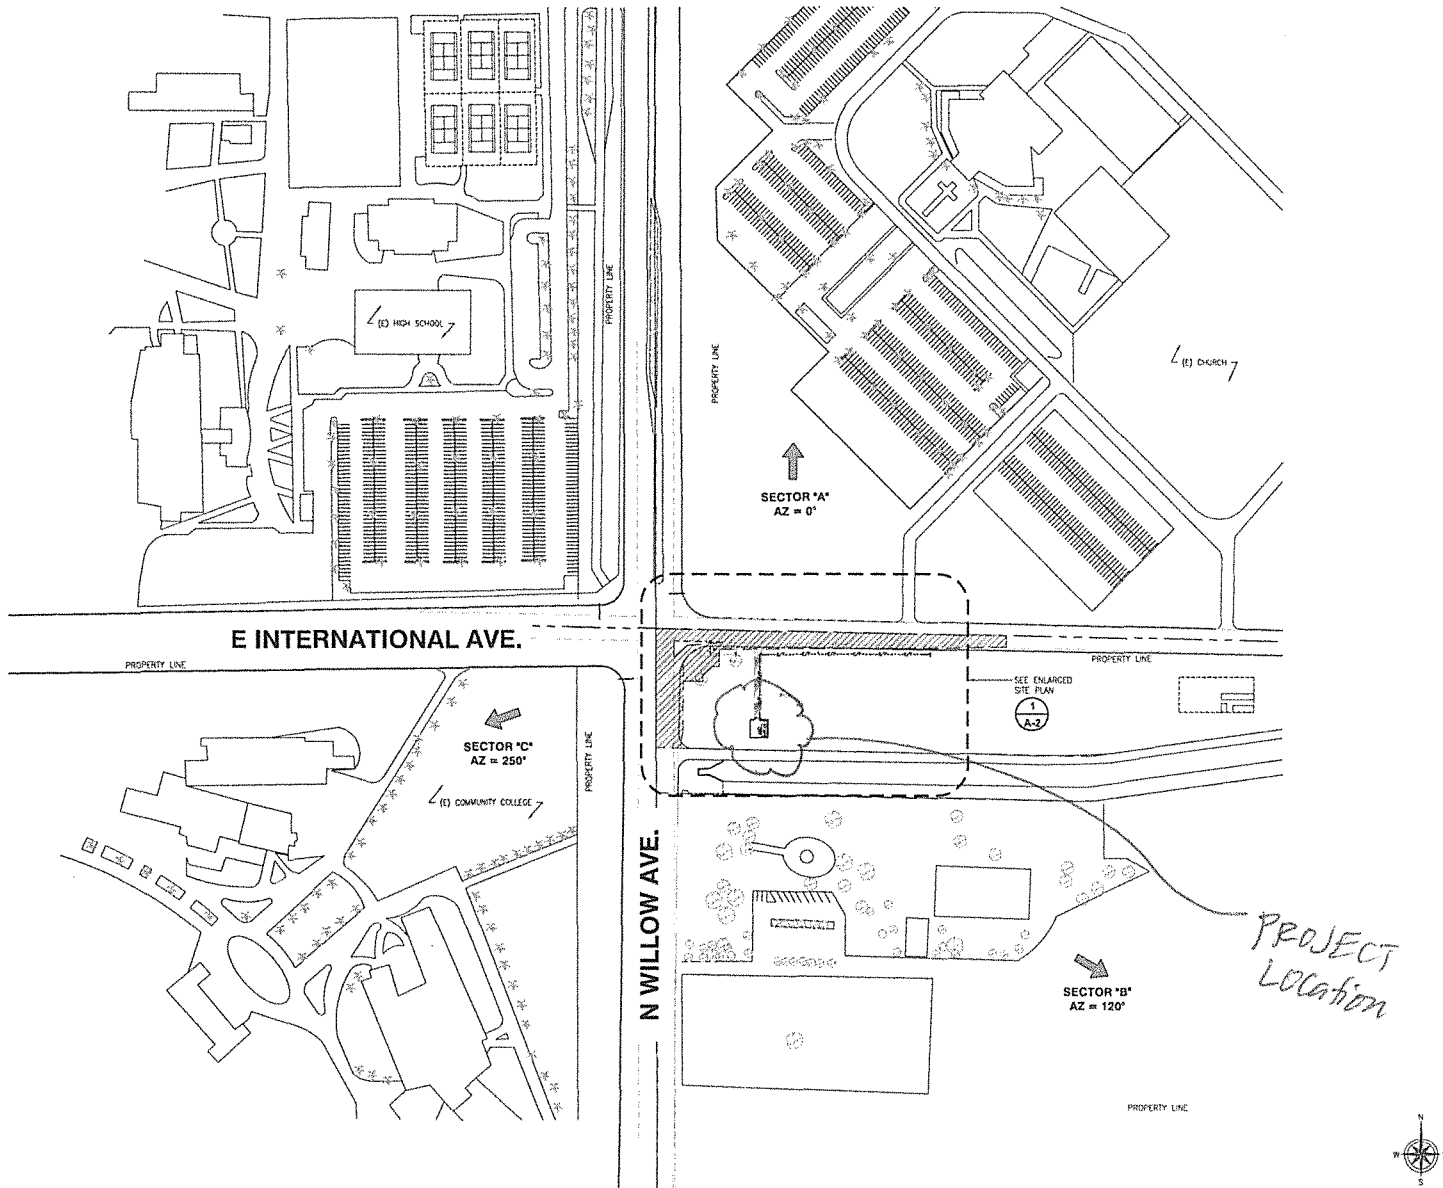 PROPERTY LINE
PROPERTY LINE
(E) HIGH SCHOOL
(E) CHURCH
SECTOR "A"
AZ = 0°
E INTERNATIONAL AVE.
PROPERTY LINE
PROPERTY LINE
SEE ENLARGED
SITE PLAN
1
A-2
SECTOR "C"
AZ = 250°
PROPERTY LINE
(E) COMMUNITY COLLEGE
N WILLOW AVE.
PROJECT
Location
SECTOR "B"
AZ = 120°
PROPERTY LINE
N
W
S